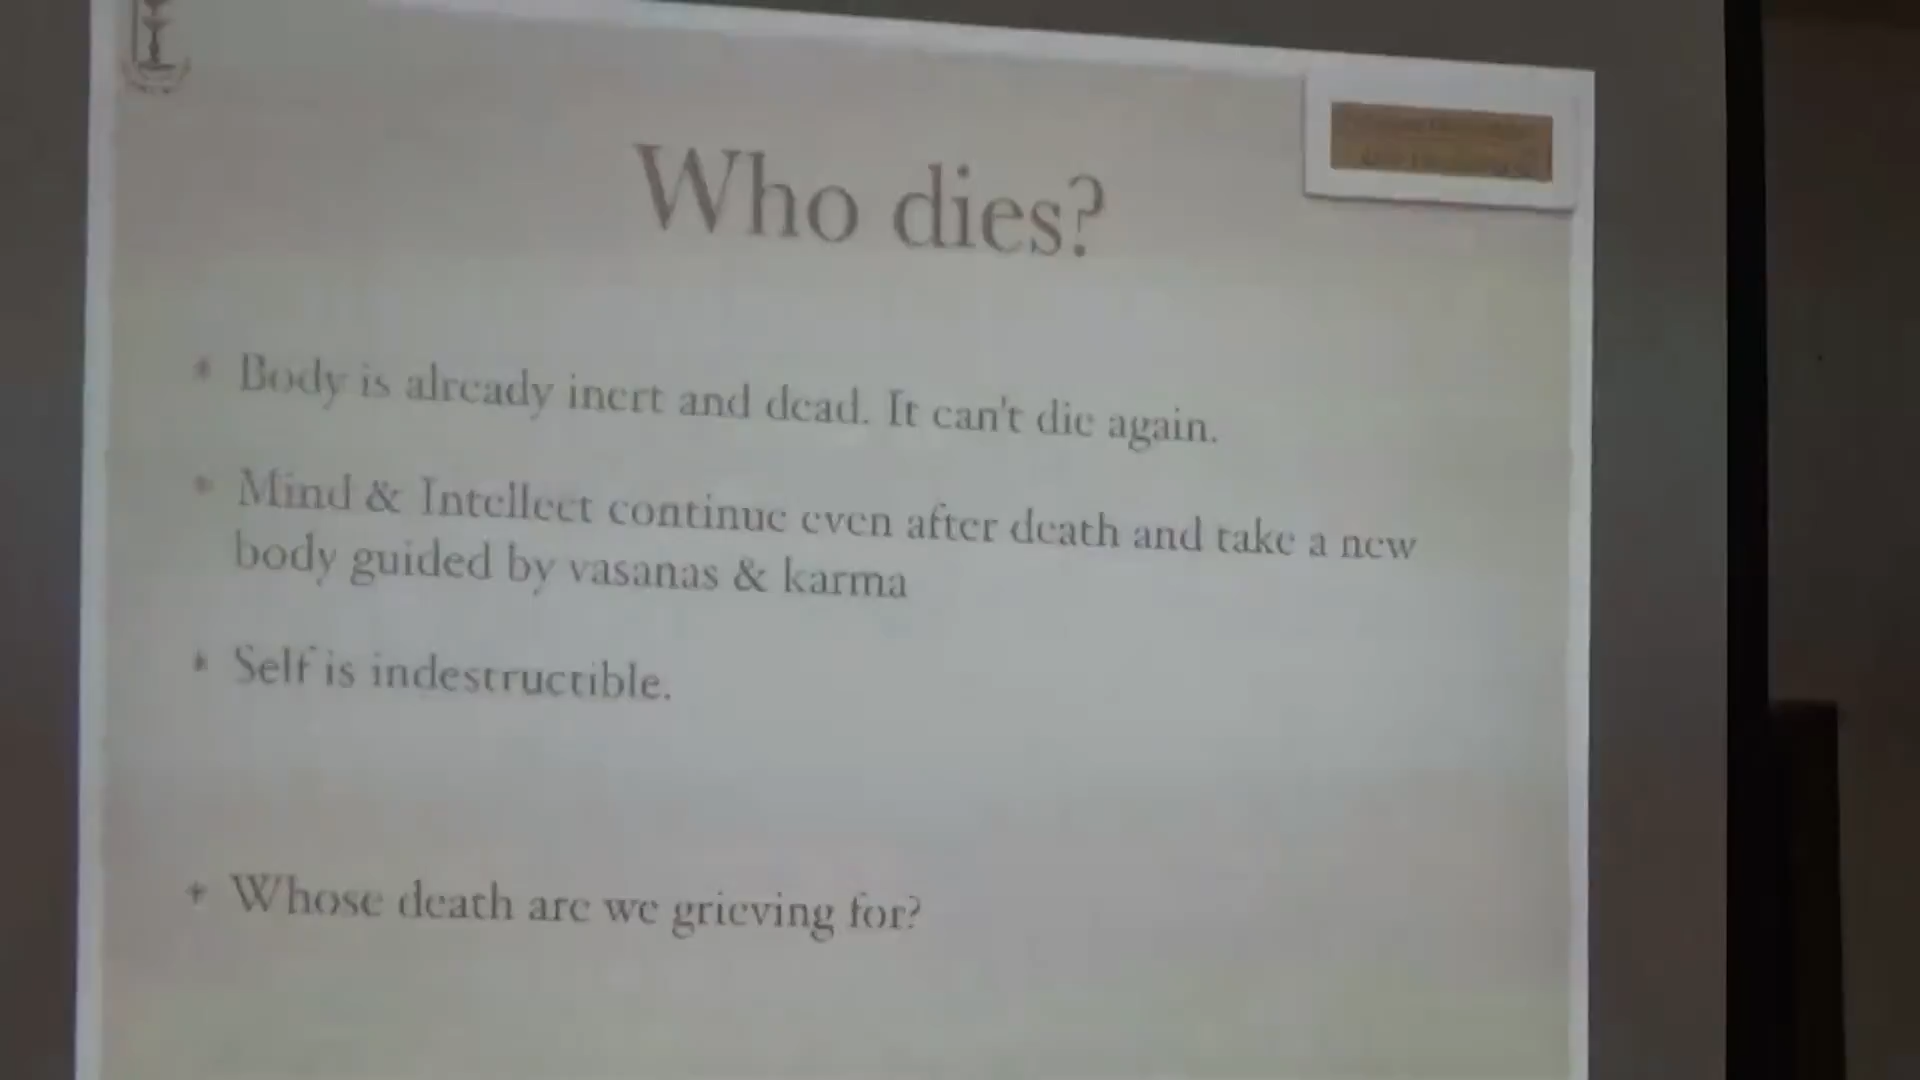 Who dies?
Body is already inert and dead. It can't die again.
Mind & Intellect continue even after death and take a new
body guided by vasanas & karma
Self is indestructible.
Whose death are we grieving for?